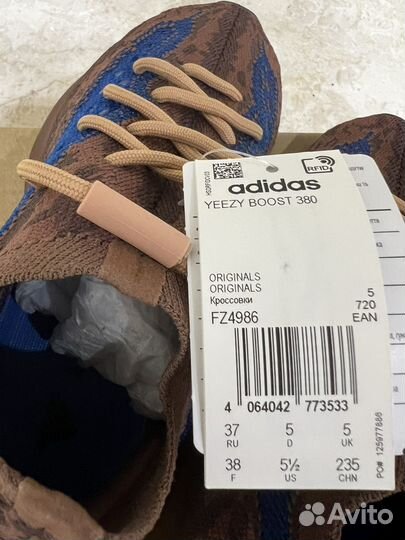 RFID
adidas
YEEZY BOOST 380
ORIGINALS
ORIGINALS
Кроссовки
FZ4986
5
720
EAN
4 064042 773533
37 5 5
RU D UK
38 5½ 235
F US CHN
PO# 125977886
Avito